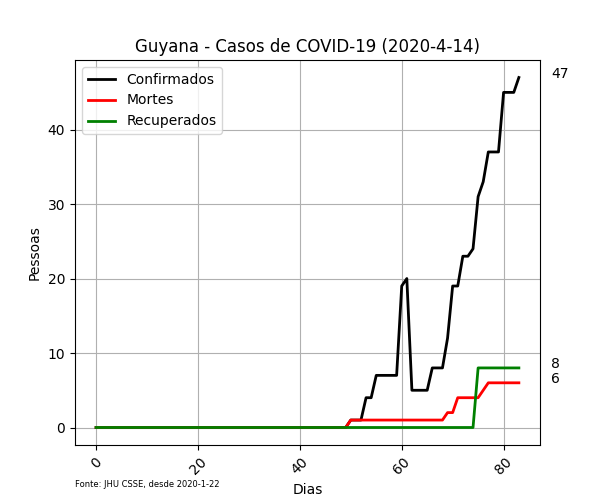 Guyana - Casos de COVID-19 (2020-4-14)
Confirmados
Mortes
Recuperados
47
8
6
Pessoas
40
30
20
10
0
0 20 40 60 80
Dias
Fonte: JHU CSSE, desde 2020-1-22